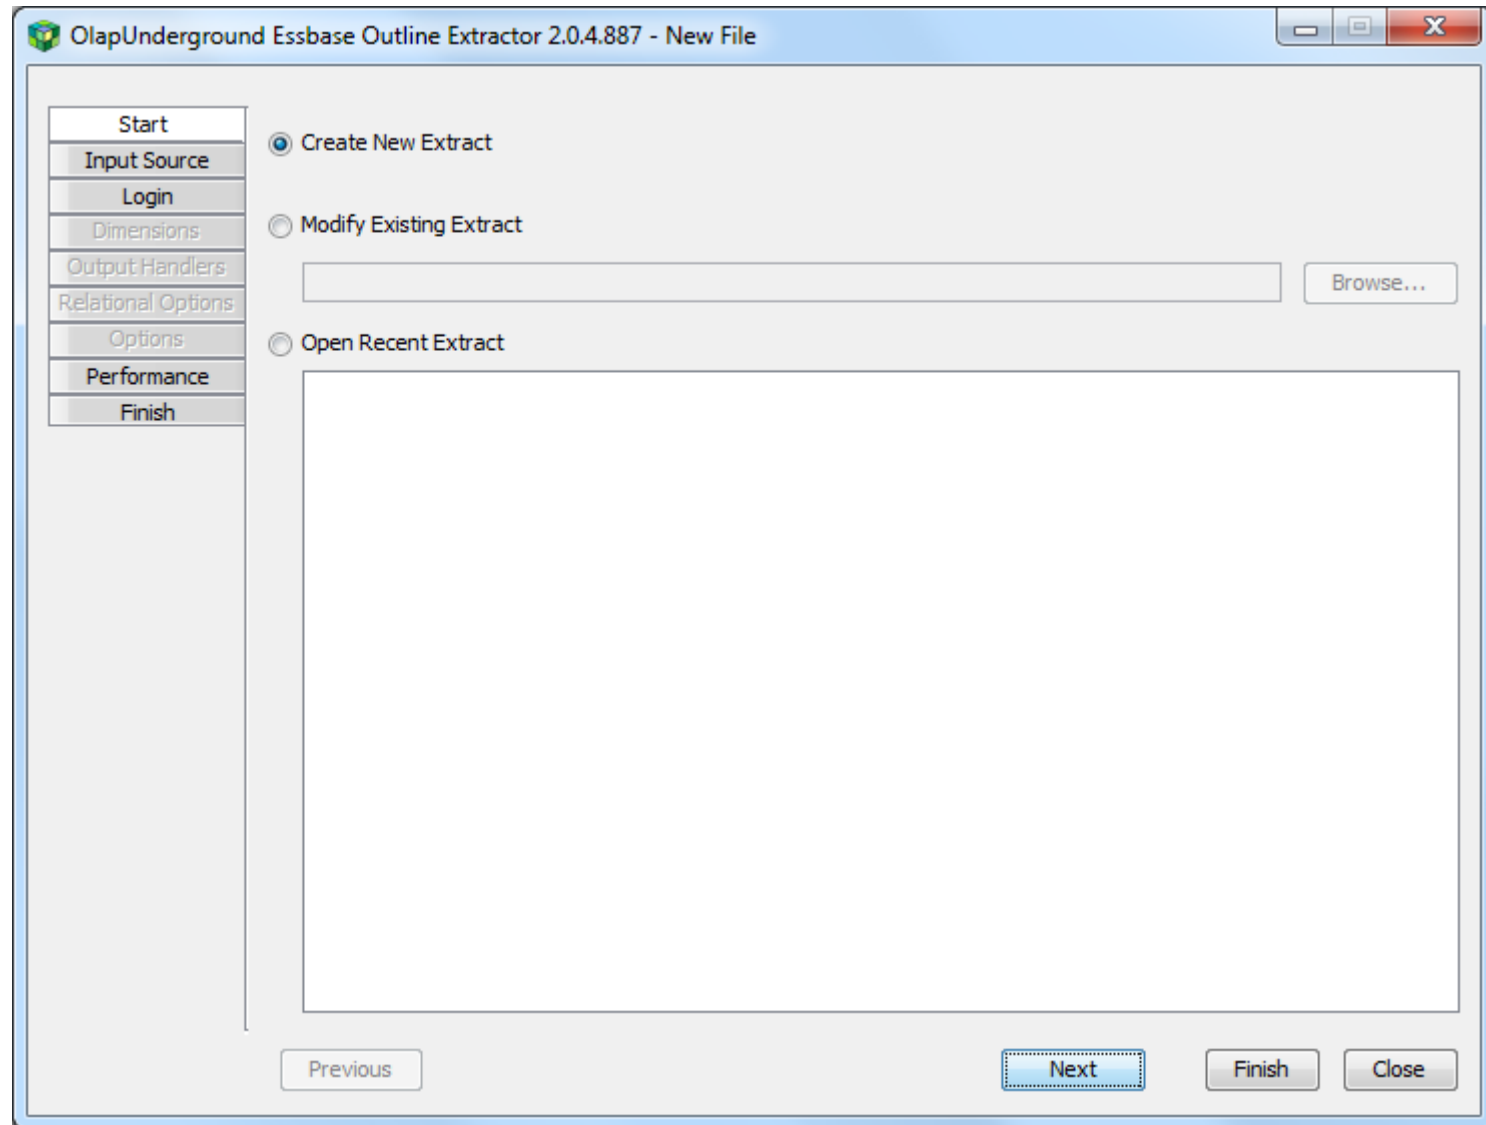 OlapUnderground Essbase Outline Extractor 2.0.4.887 - New File
Start
Input Source
Login
Dimensions
Output Handlers
Relational Options
Options
Performance
Finish
Create New Extract
Modify Existing Extract
Browse...
Open Recent Extract
Previous
Next
Finish
Close